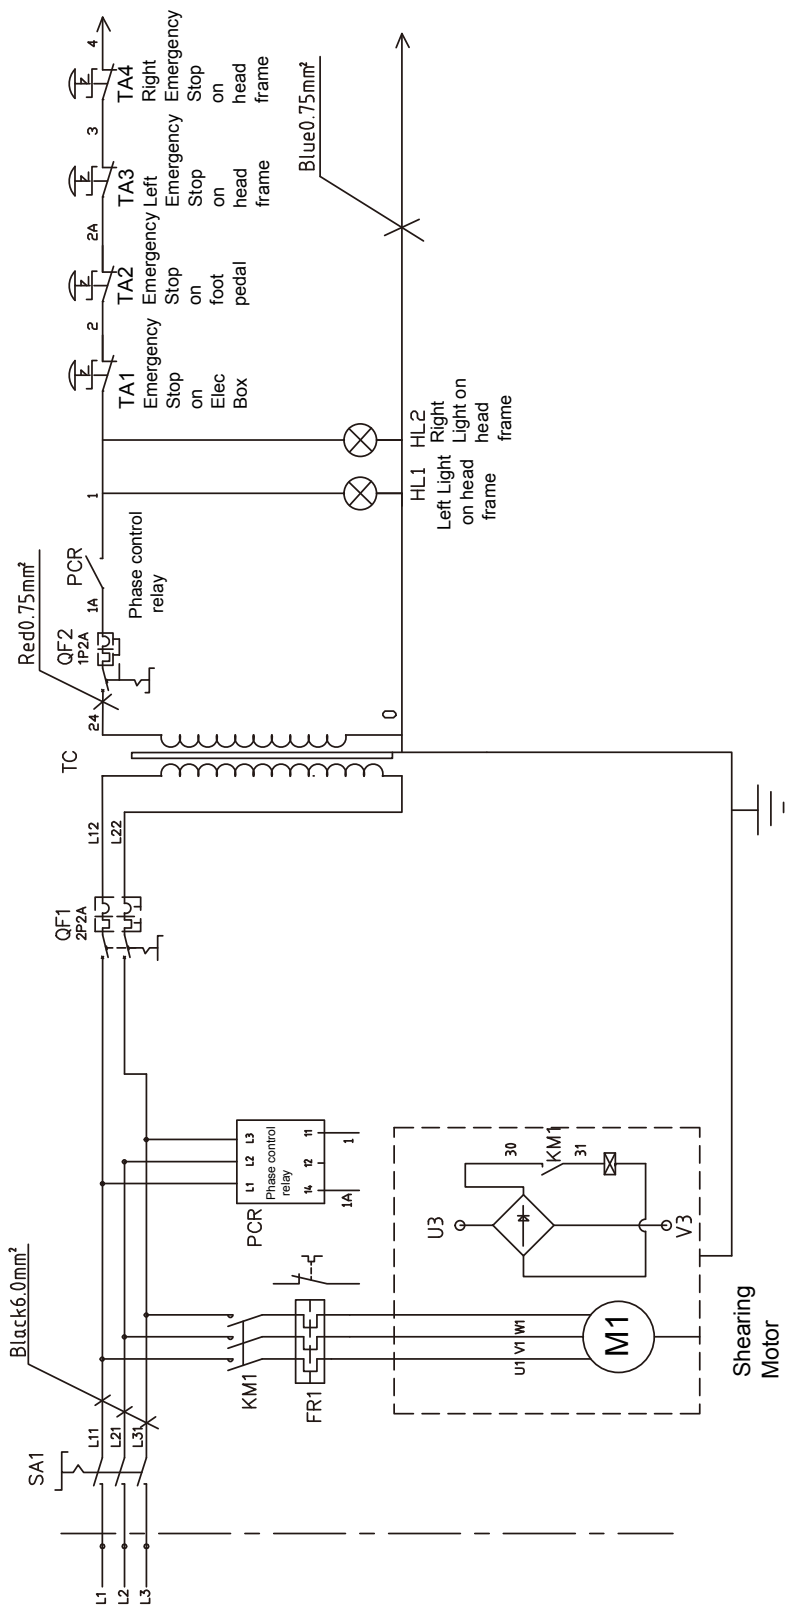 L1
L2
L3
SA1
L11
L21
L31
Black6.0mm²
KM1
FR1
U1 V1 W1
M1
Shearing
Motor
PCR
L1 L2 L3
Phase control
relay
14 12 11
1A
1
U3
V3
30
KM1
31
QF1
2P2A
L12
L22
TC
24
0
Red0.75mm²
QF2
1P2A
1A
PCR
Phase control
relay
1
HL1
Left Light
on head
frame
HL2
Right
Light on
head
frame
TA1
Emergency
Stop
on
Elec
Box
2
TA2
Emergency
Stop
on
foot
pedal
2A
TA3
Left
Emergency
Stop
on
head
frame
3
TA4
Right
Emergency
Stop
on
head
frame
4
Blue0.75mm²